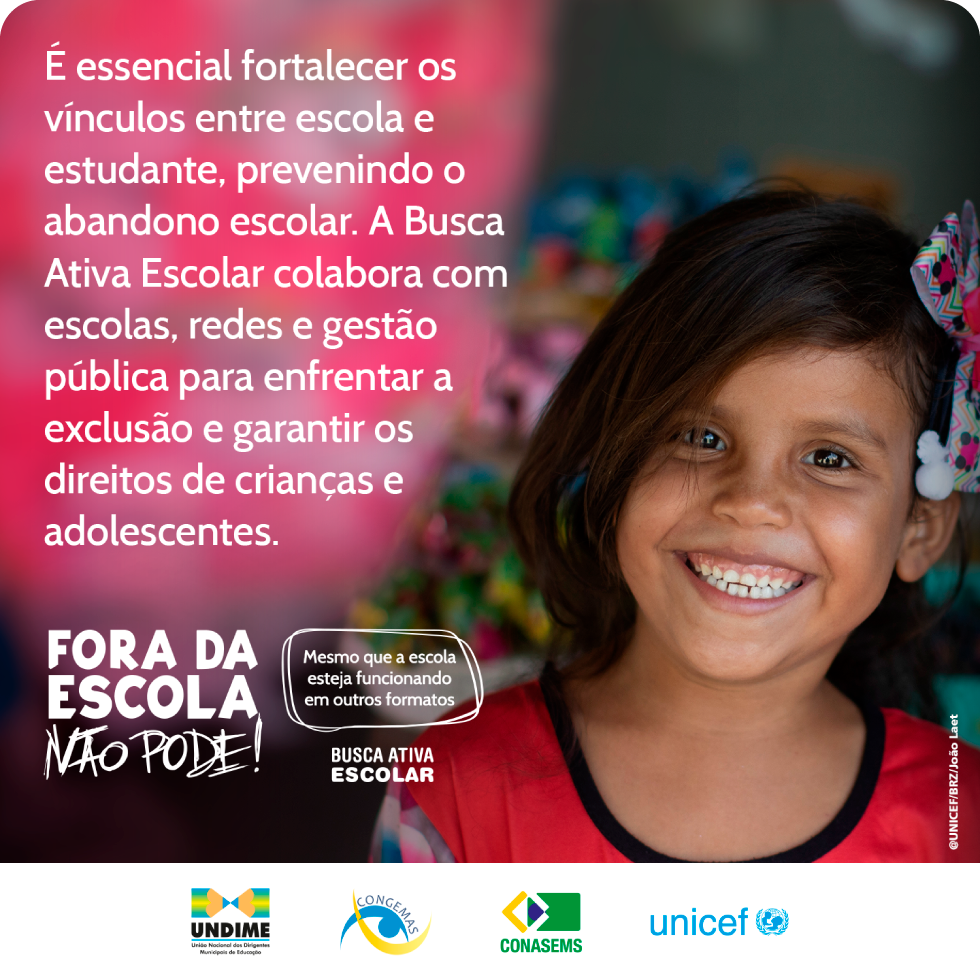 É essencial fortalecer os
vínculos entre escola e
estudante, prevenindo o
abandono escolar. A Busca
Ativa Escolar colabora com
escolas, redes e gestão
pública para enfrentar a
exclusão e garantir os
direitos de crianças e
adolescentes.
FORA DA
ESCOLA
NÃO PODE!
Mesmo que a escola
esteja funcionando
em outros formatos
BUSCA ATIVA
ESCOLAR
@UNICEF/BRZ/João Laet
UNDIME
União Nacional dos Dirigentes
Municipais de Educação
CONGEMAS
CONASEMS
unicef